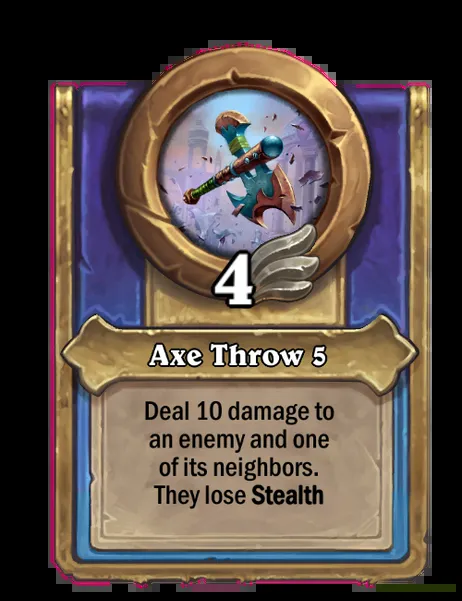 4
Axe Throw 5
Deal 10 damage to
an enemy and one
of its neighbors.
They lose Stealth